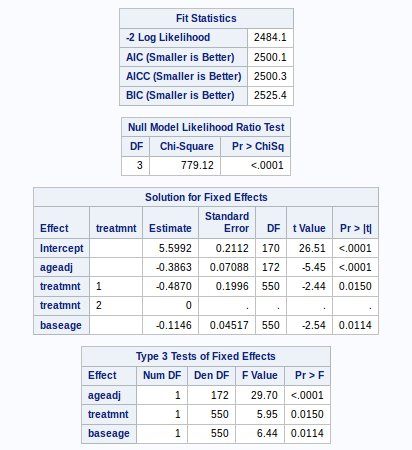 Fit Statistics
-2 Log Likelihood 2484.1
AIC (Smaller is Better) 2500.1
AICC (Smaller is Better) 2500.3
BIC (Smaller is Better) 2525.4
Null Model Likelihood Ratio Test
DF Chi-Square Pr > ChiSq
3 779.12 <.0001
Solution for Fixed Effects
Effect treatmnt Estimate Standard Error DF t Value Pr > |t|
Intercept 5.5992 0.2112 170 26.51 <.0001
ageadj -0.3863 0.07088 172 -5.45 <.0001
treatmnt 1 -0.4870 0.1996 550 -2.44 0.0150
treatmnt 2 0 . . . .
baseage -0.1146 0.04517 550 -2.54 0.0114
Type 3 Tests of Fixed Effects
Effect Num DF Den DF F Value Pr > F
ageadj 1 172 29.70 <.0001
treatmnt 1 550 5.95 0.0150
baseage 1 550 6.44 0.0114